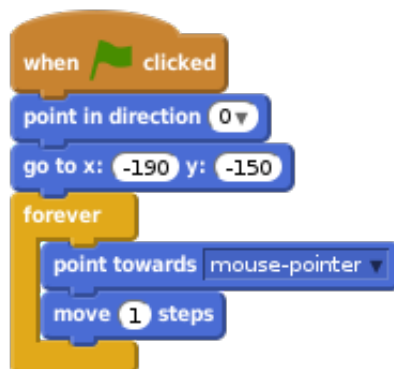 when clicked
point in direction 0
go to x: -190 y: -150
forever
point towards mouse-pointer
move 1 steps